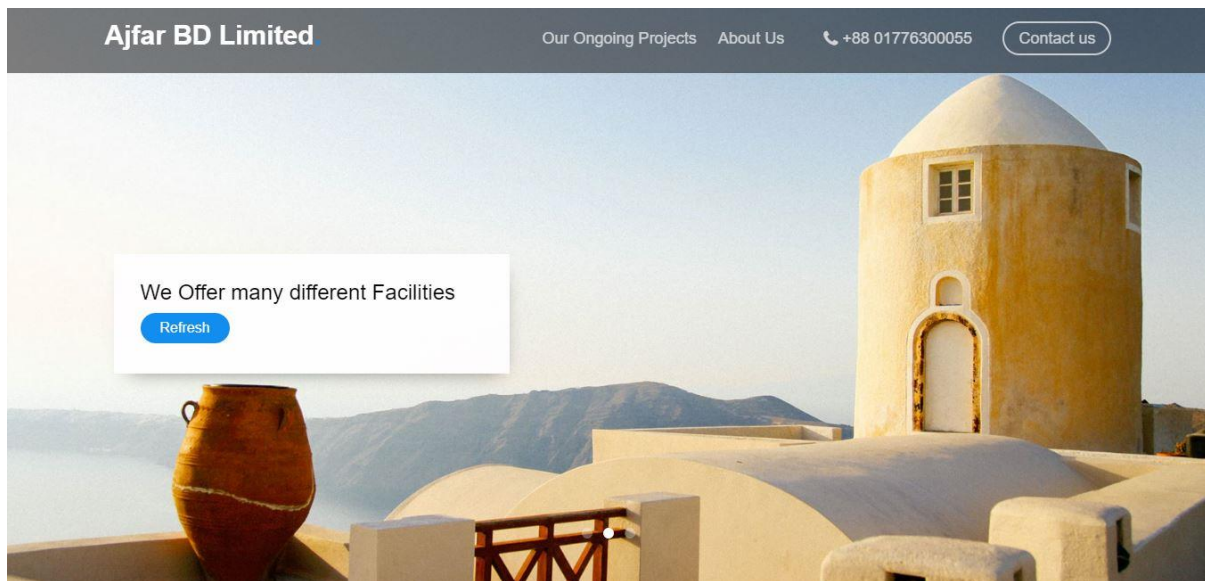 Ajfar BD Limited.
Our Ongoing Projects About Us +88 01776300055 Contact us
We Offer many different Facilities
Refresh